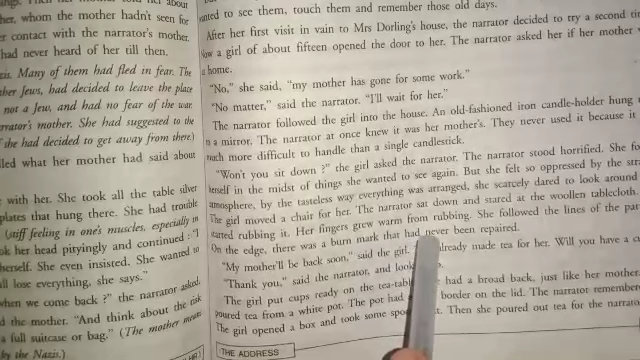 about
her, whom the mother hadn't seen for
r contact with the narrator's mother.
had never heard of her till then.
Many of them had fled in fear. The
ther Jews, had decided to leave the place
not a Jew, and had no fear of the war.
rrator's mother. She had suggested to the
the had decided to get away from there)
lled what her mother had said about
with her. She took all the table silver
plates that hung there. She had trouble
(stiff feeling in one's muscles, especially in
ok her head pityingly and continued: "I
herself. She even insisted. She wanted to
ll lose everything, she says."
when we come back?" the narrator asked,
d the mother. "And think about the risk
a full suitcase or bag." (The mother means
by the Nazis.)
anted to see them, touch them and remember those old days.
After her first visit in vain to Mrs Dorling's house, the narrator decided to try a second
Now a girl of about fifteen opened the door to her. The narrator asked her if her mother
home.
"No," she said, "my mother has gone for some work."
"No matter," said the narrator. "I'll wait for her."
The narrator followed the girl into the house. An old-fashioned iron candle-holder hung
a mirror. The narrator at once knew it was her mother's. They never used it because it
much more difficult to handle than a single candlestick.
"Won't you sit down?" the girl asked the narrator. The narrator stood horrified. She
herself in the midst of things she wanted to see again. But she felt so oppressed by the
atmosphere, by the tasteless way everything was arranged, she scarcely dared to look around
The girl moved a chair for her. The narrator sat down and stared at the woollen tablecloth.
started rubbing it. Her fingers grew warm from rubbing. She followed the lines of the
On the edge, there was a burn mark that had never been repaired.
"My mother'll be back soon," said the girl. already made tea for her. Will you have a
"Thank you," said the narrator, and
The girl put cups ready on the had a broad back, just like her mother.
poured tea from a white pot. The pot had border on the lid. The narrator
The girl opened a box and took some Then she poured out tea for the
THE ADDRESS